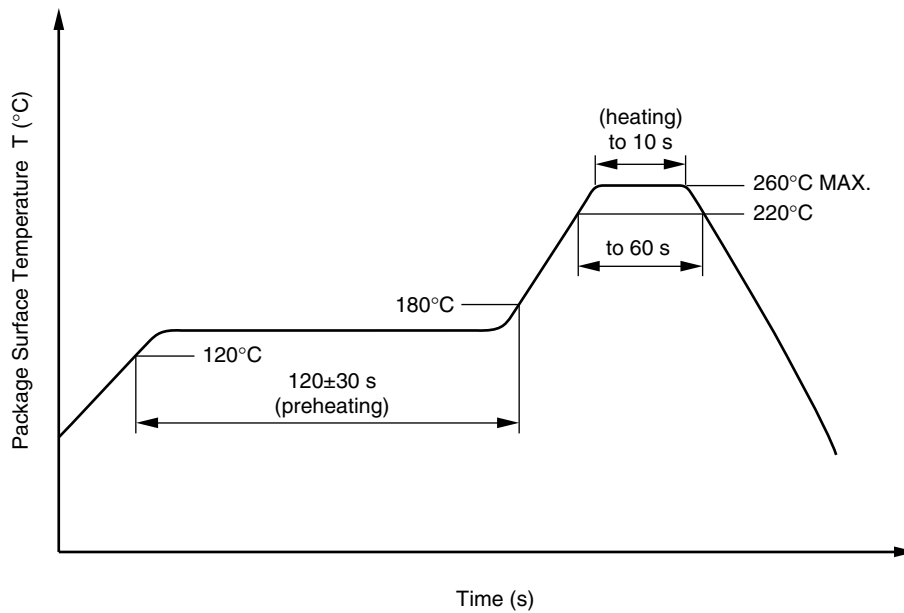 Package Surface Temperature T (°C)
(heating)
to 10 s
260°C MAX.
220°C
to 60 s
180°C
120°C
120±30 s
(preheating)
Time (s)